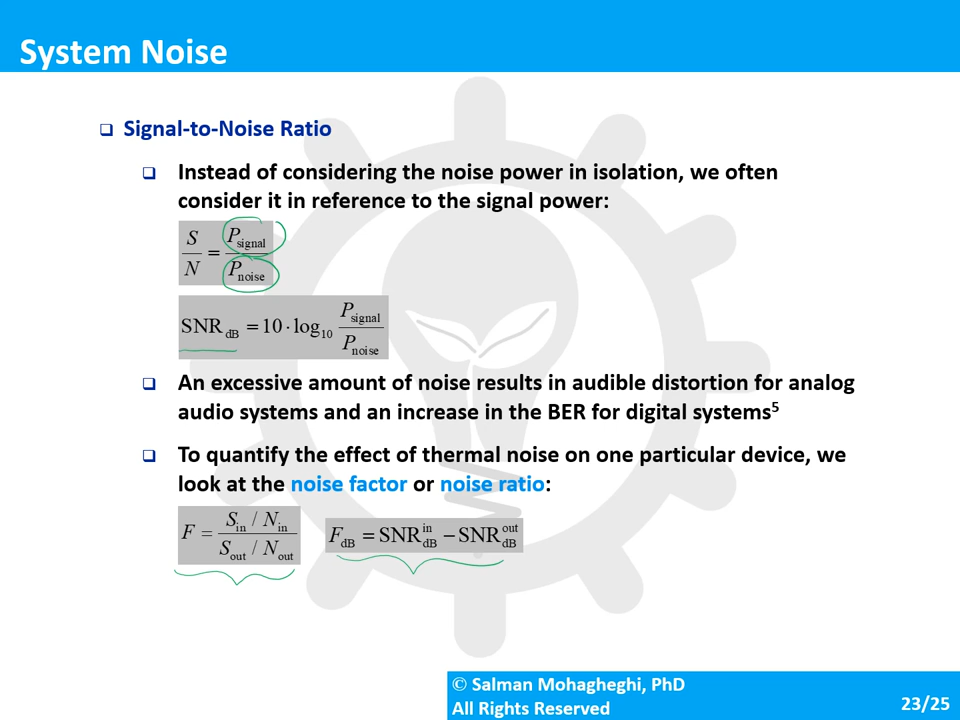 System Noise
❑ Signal-to-Noise Ratio
❑ Instead of considering the noise power in isolation, we often
consider it in reference to the signal power:
S/N = P_signal/P_noise
SNR_dB = 10 · log_10 P_signal/P_noise
❑ An excessive amount of noise results in audible distortion for analog
audio systems and an increase in the BER for digital systems⁵
❑ To quantify the effect of thermal noise on one particular device, we
look at the noise factor or noise ratio:
F = (S_in / N_in)/(S_out / N_out)
F_dB = SNR_dB^in − SNR_dB^out
© Salman Mohagheghi, PhD
All Rights Reserved
23/25